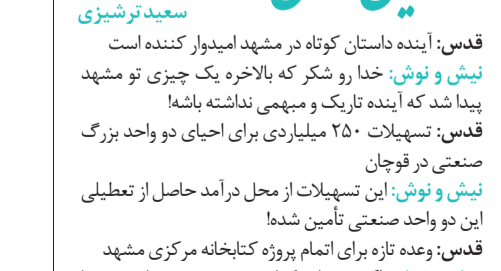 سعید ترشیزی
قدس: آینده داستان کوتاه در مشهد امیدوار کننده است
نیش و نوش: خدا رو شکر که بالاخره یک چیزی تو مشهد
پیدا شد که آینده تاریک و مبهمی نداشته باشه!
قدس: تسهیلات ۲۵۰ میلیاردی برای احیای دو واحد بزرگ
صنعتی در قوچان
نیش و نوش: این تسهیلات از محل درآمد حاصل از تعطیلی
این دو واحد صنعتی تأمین شده!
قدس: وعده تازه برای اتمام پروژه کتابخانه مرکزی مشهد